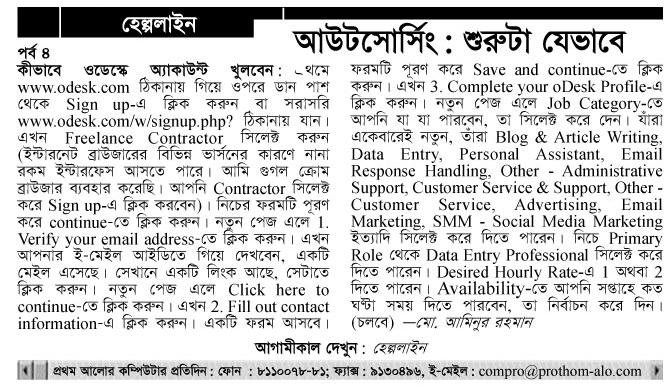 হেল্পলাইন
আউটসোর্সিং : শুরুটা যেভাবে
পর্ব ৪
কীভাবে ওডেস্কে অ্যাকাউন্ট খুলবেন: থমে
www.odesk.com ঠিকানায় গিয়ে ওপরে ডান পাশ
থেকে Sign up-এ ক্লিক করুন বা সরাসরি
www.odesk.com/w/signup.php? ঠিকানায় যান।
এখন Freelance Contractor সিলেক্ট করুন
(ইন্টারনেট ব্রাউজারের বিভিন্ন ভার্সনের কারণে নানা
রকম ইন্টারফেস আসতে পারে। আমি গুগল ক্রোম
ব্রাউজার ব্যবহার করেছি। আপনি Contractor সিলেক্ট
করে Sign up-এ ক্লিক করবেন)। নিচের ফরমটি পূরণ
করে continue-তে ক্লিক করুন। নতুন পেজ এলে 1.
Verify your email address-তে ক্লিক করুন। এখন
আপনার ই-মেইল আইডিতে গিয়ে দেখবেন, একটি
মেইল এসেছে। সেখানে একটি লিংক আছে, সেটাতে
ক্লিক করুন। নতুন পেজ এলে Click here to
continue-তে ক্লিক করুন। এখন 2. Fill out contact
information-এ ক্লিক করুন। একটি ফরম আসবে।
ফরমটি পূরণ করে Save and continue-তে ক্লিক
করুন। এখন 3. Complete your oDesk Profile-এ
ক্লিক করুন। নতুন পেজ এলে Job Category-তে
আপনি যা যা পারবেন, তা সিলেক্ট করে দেন। যাঁরা
একেবারেই নতুন, তাঁরা Blog & Article Writing,
Data Entry, Personal Assistant, Email
Response Handling, Other - Administrative
Support, Customer Service & Support, Other -
Customer Service, Advertising, Email
Marketing, SMM - Social Media Marketing
ইত্যাদি সিলেক্ট করে দিতে পারেন। নিচে Primary
Role থেকে Data Entry Professional সিলেক্ট করে
দিতে পারেন। Desired Hourly Rate-এ 1 অথবা 2
দিতে পারেন। Availability-তে আপনি সপ্তাহে কত
ঘণ্টা সময় দিতে পারবেন, তা নির্বাচন করে দিন।
(চলবে) —মো. আমিনুর রহমান
আগামীকাল দেখুন : হেল্পলাইন
প্রথম আলোর কম্পিউটার প্রতিদিন : ফোন : ৮১১০০৭৮-৮১; ফ্যাক্স : ৯১৩০৪৯৬, ই-মেইল : compro@prothom-alo.com